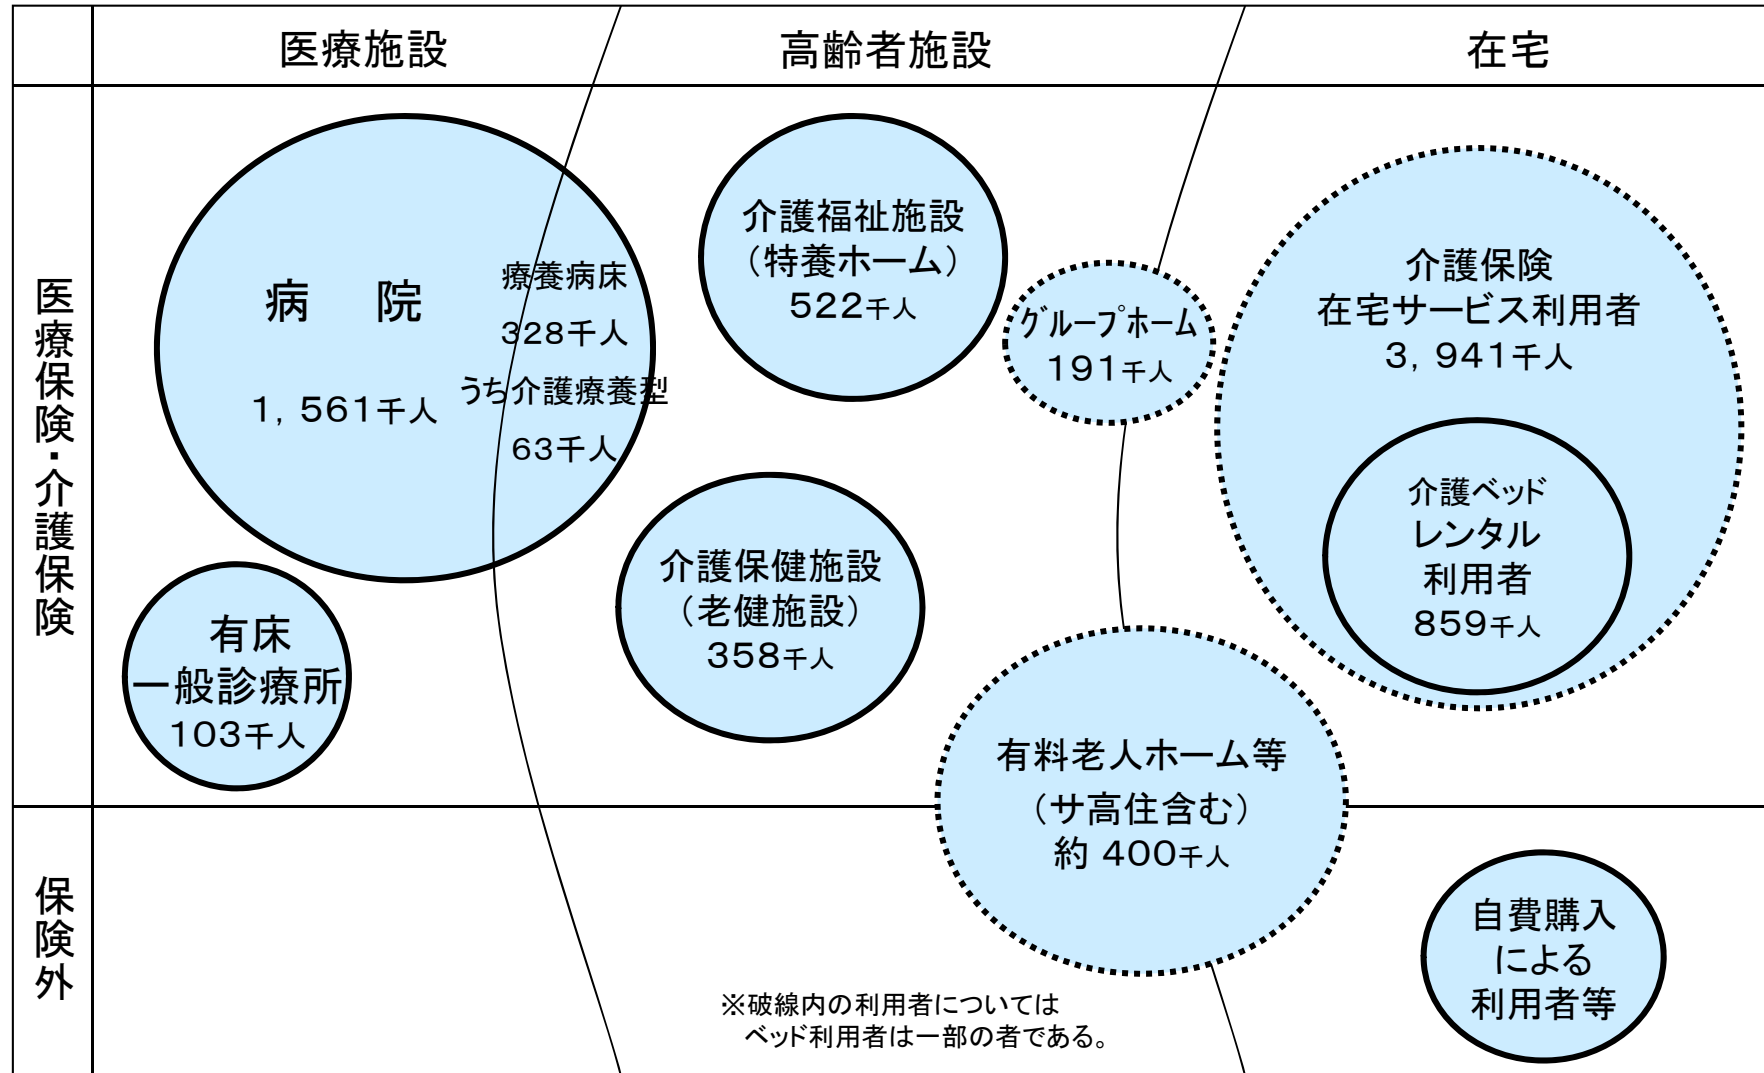 医療施設
高齢者施設
在宅
医療保険・介護保険
病　院
1,561千人
療養病床
328千人
うち介護療養型
63千人
有床
一般診療所
103千人
介護福祉施設
(特養ホーム)
522千人
グループホーム
191千人
介護保健施設
(老健施設)
358千人
介護保険
在宅サービス利用者
3,941千人
介護ベッド
レンタル
利用者
859千人
有料老人ホーム等
(サ高住含む)
約 400千人
保険外
自費購入
による
利用者等
※破線内の利用者については
ベッド利用者は一部の者である。